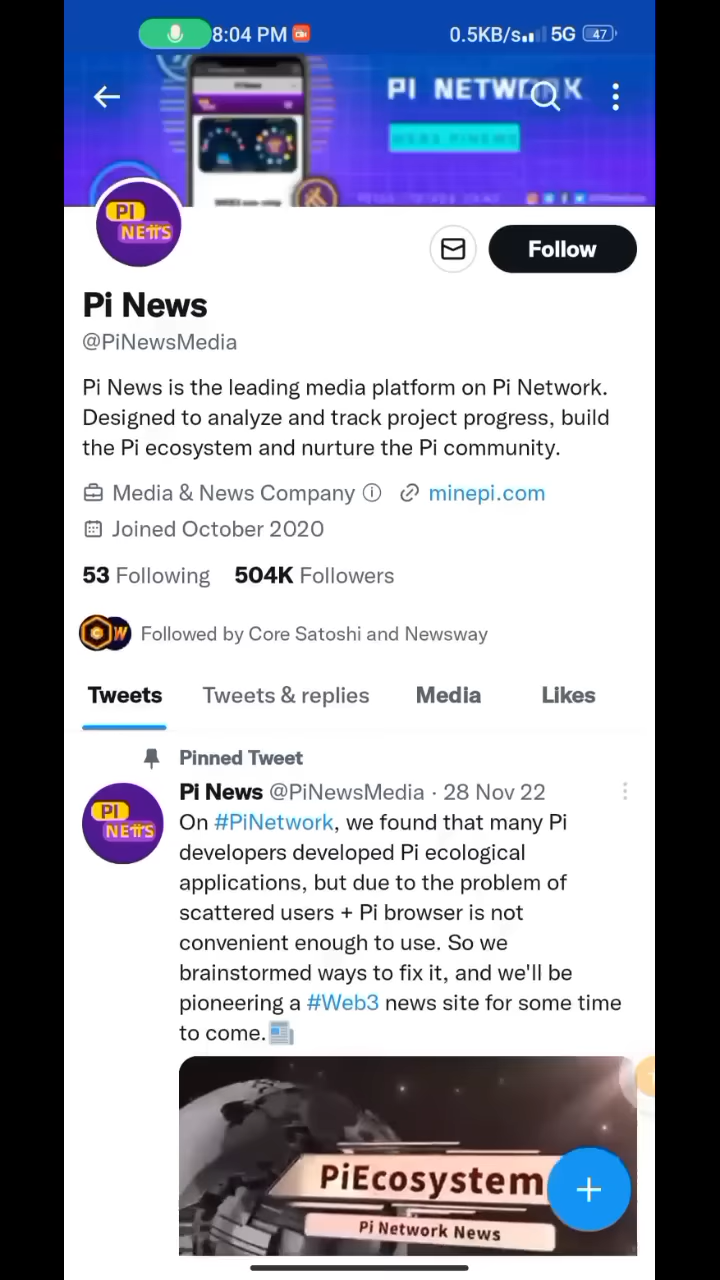 8:04 PM
0.5KB/s
5G
47
PI NETWORK
PI
NEWS
Follow
Pi News
@PiNewsMedia
Pi News is the leading media platform on Pi Network.
Designed to analyze and track project progress, build
the Pi ecosystem and nurture the Pi community.
Media & News Company
minepi.com
Joined October 2020
53 Following 504K Followers
Followed by Core Satoshi and Newsway
Tweets Tweets & replies Media Likes
Pinned Tweet
Pi News @PiNewsMedia · 28 Nov 22
PI
NEWS
On #PiNetwork, we found that many Pi
developers developed Pi ecological
applications, but due to the problem of
scattered users + Pi browser is not
convenient enough to use. So we
brainstormed ways to fix it, and we'll be
pioneering a #Web3 news site for some time
to come.
PiEcosystem
Pi Network News